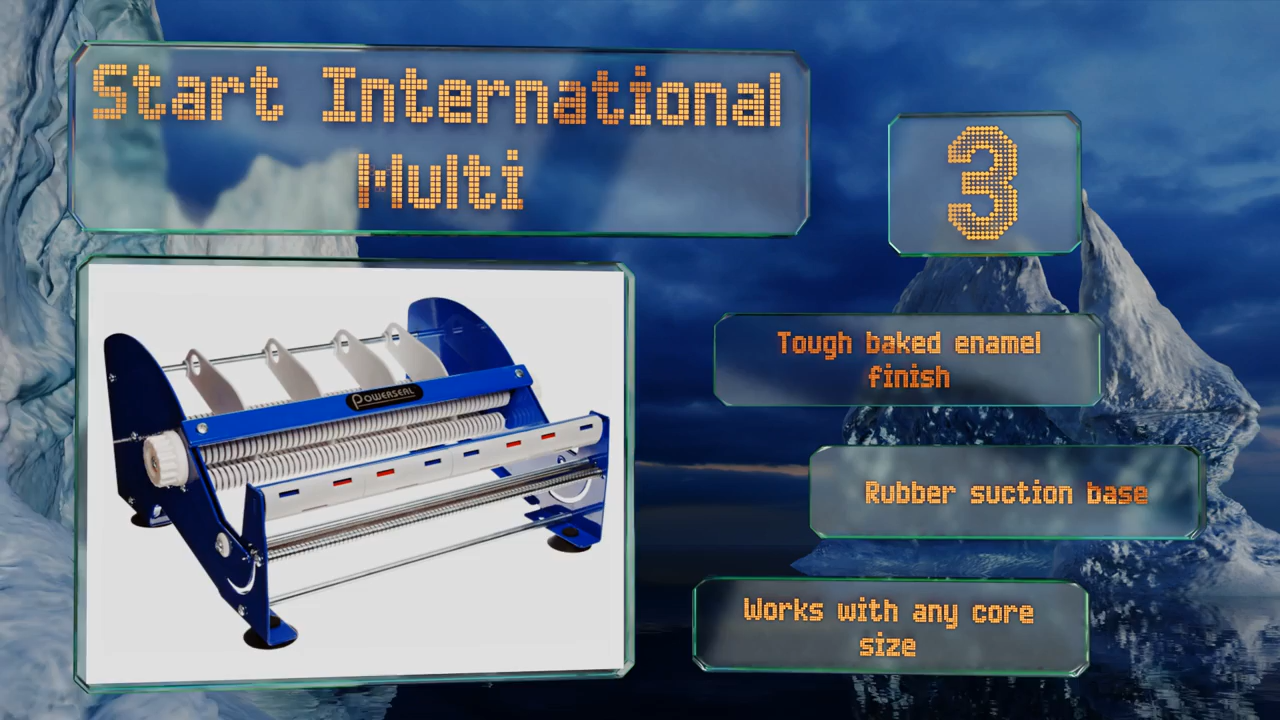 Start International
Multi
3
POWERSEAL
Tough baked enamel
finish
Rubber suction base
Works with any core
size